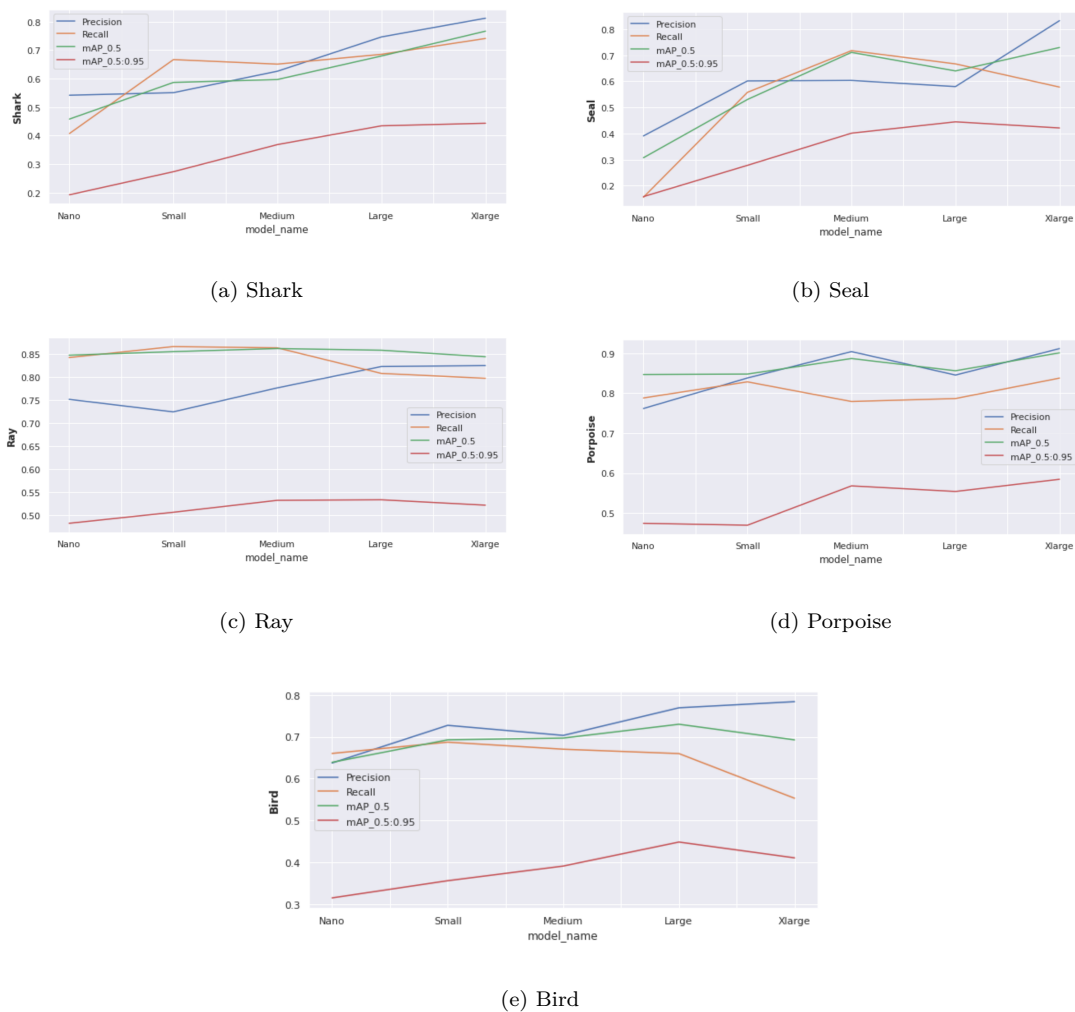 0.8
0.7
0.6
0.5
0.4
0.3
0.2
Shark
Precision
Recall
mAP_0.5
mAP_0.5:0.95
Nano Small Medium Large Xlarge
model_name
(a) Shark
0.8
0.7
0.6
0.5
0.4
0.3
0.2
Seal
Precision
Recall
mAP_0.5
mAP_0.5:0.95
Nano Small Medium Large Xlarge
model_name
(b) Seal
0.85
0.80
0.75
0.70
0.65
0.60
0.55
0.50
Ray
Precision
Recall
mAP_0.5
mAP_0.5:0.95
Nano Small Medium Large Xlarge
model_name
(c) Ray
0.9
0.8
0.7
0.6
0.5
Porpoise
Precision
Recall
mAP_0.5
mAP_0.5:0.95
Nano Small Medium Large Xlarge
model_name
(d) Porpoise
0.8
0.7
0.6
0.5
0.4
0.3
Bird
Precision
Recall
mAP_0.5
mAP_0.5:0.95
Nano Small Medium Large Xlarge
model_name
(e) Bird